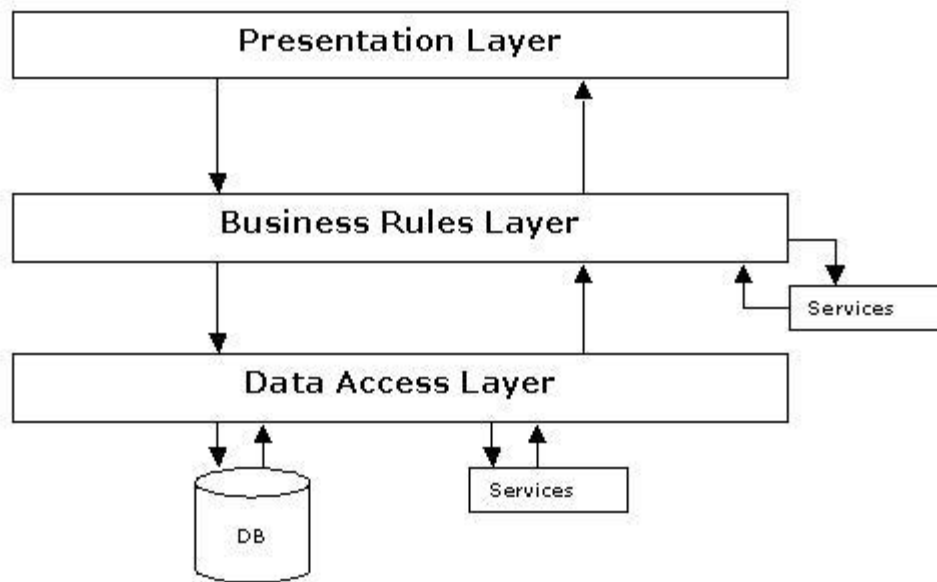 Presentation Layer
Business Rules Layer
Services
Data Access Layer
Services
DB